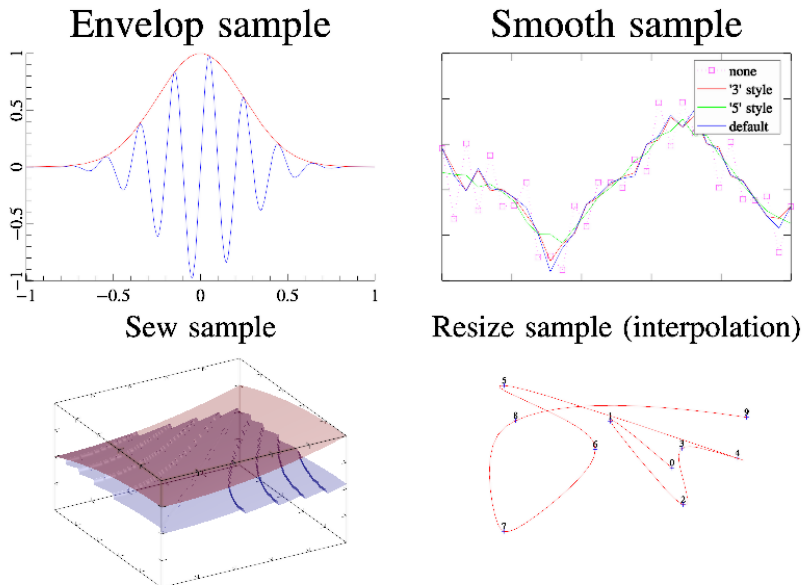 Envelop sample
1
0.5
0
−0.5
−1
−1
−0.5
0
0.5
1
Smooth sample
none
'3' style
'5' style
default
Sew sample
Resize sample (interpolation)
5
8
1
9
6
3
4
0
2
7